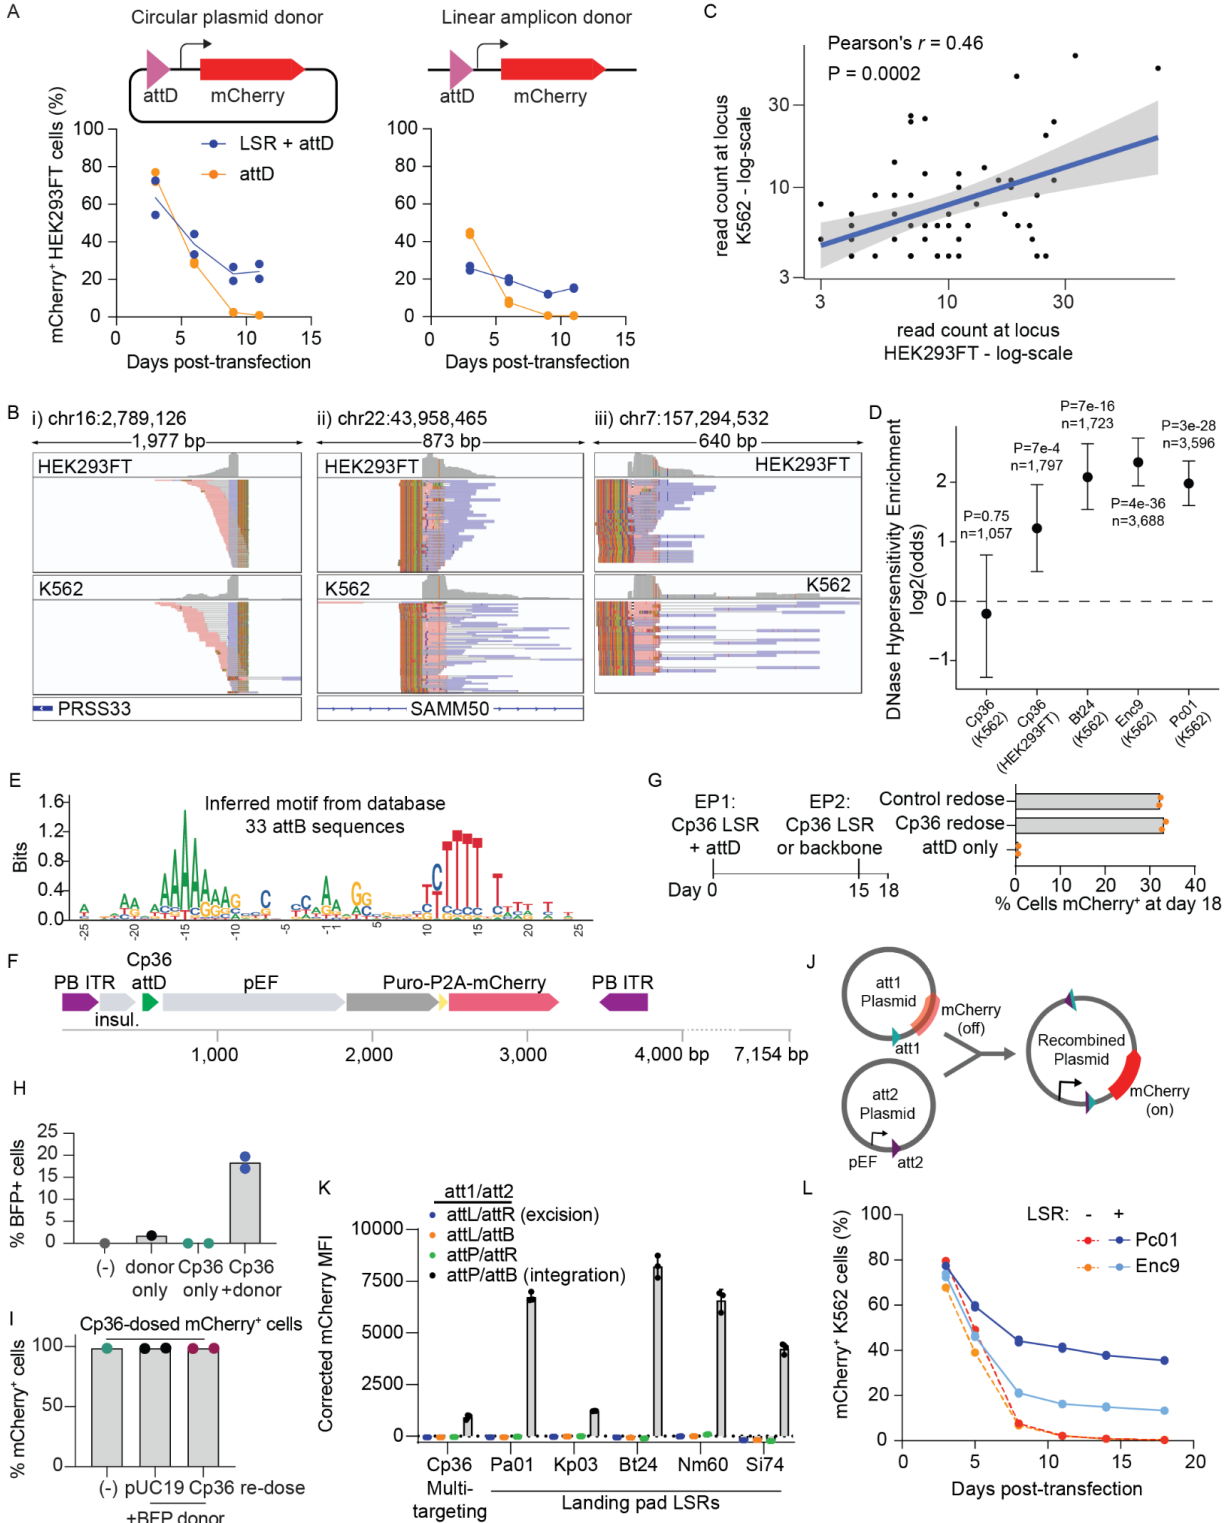 A
Circular plasmid donor
attD
mCherry
Linear amplicon donor
attD
mCherry
mCherry⁺ HEK293FT cells (%)
100
80
60
40
20
0
LSR + attD
attD
0
5
10
15
Days post-transfection
100
80
60
40
20
0
0
5
10
15
Days post-transfection
C
Pearson's r = 0.46
P = 0.0002
read count at locus
K562 - log-scale
30
10
3
3
10
30
read count at locus
HEK293FT - log-scale
B
i) chr16:2,789,126
1,977 bp
HEK293FT
K562
PRSS33
ii) chr22:43,958,465
873 bp
HEK293FT
K562
SAMM50
iii) chr7:157,294,532
640 bp
HEK293FT
K562
D
DNase Hypersensitivity Enrichment
log2(odds)
2
1
0
−1
P=0.75
n=1,057
P=7e-4
n=1,797
P=7e-16
n=1,723
P=4e-36
n=3,688
P=3e-28
n=3,596
Cp36
(K562)
Cp36
(HEK293FT)
Bt24
(K562)
Enc9
(K562)
Pc01
(K562)
E
Inferred motif from database
33 attB sequences
Bits
1.6
1.2
0.8
0.4
0.0
-25
-20
-15
-10
-5
-1
1
5
10
15
20
25
G
EP1:
Cp36 LSR
+ attD
EP2:
Cp36 LSR
or backbone
Day 0
15
18
Control redose
Cp36 redose
attD only
0
10
20
30
40
% Cells mCherry⁺ at day 18
F
PB ITR
insul.
Cp36
attD
pEF
Puro-P2A-mCherry
PB ITR
1,000
2,000
3,000
4,000 bp
7,154 bp
J
att1
Plasmid
mCherry
(off)
att1
att2
Plasmid
pEF
att2
Recombined
Plasmid
mCherry
(on)
H
% BFP+ cells
25
20
15
10
5
0
(-)
donor
only
Cp36
only
Cp36
+donor
I
Cp36-dosed mCherry⁺ cells
% mCherry⁺ cells
100
50
0
(-)
pUC19
Cp36 re-dose
+BFP donor
K
att1/att2
attL/attR (excision)
attL/attB
attP/attR
attP/attB (integration)
Corrected mCherry MFI
10000
7500
5000
2500
0
Cp36
Pa01
Kp03
Bt24
Nm60
Si74
Multi-
targeting
Landing pad LSRs
L
LSR: - +
Pc01
Enc9
mCherry⁺ K562 cells (%)
100
80
60
40
20
0
0
5
10
15
20
Days post-transfection